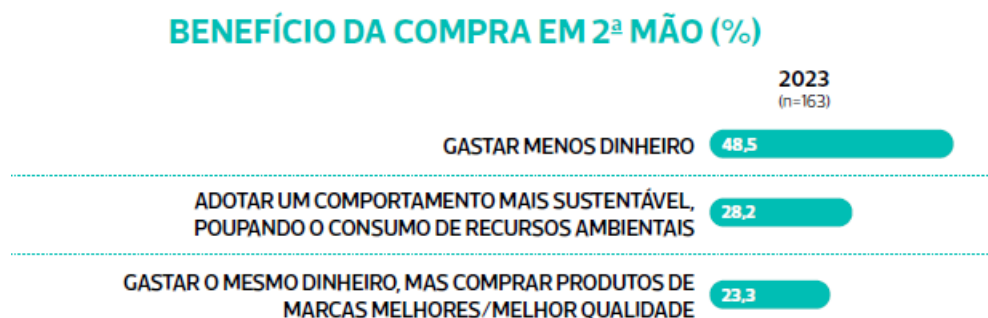 BENEFÍCIO DA COMPRA EM 2ª MÃO (%)
2023
(n=163)
GASTAR MENOS DINHEIRO 48,5
ADOTAR UM COMPORTAMENTO MAIS SUSTENTÁVEL,
POUPANDO O CONSUMO DE RECURSOS AMBIENTAIS 28,2
GASTAR O MESMO DINHEIRO, MAS COMPRAR PRODUTOS DE
MARCAS MELHORES/MELHOR QUALIDADE 23,3